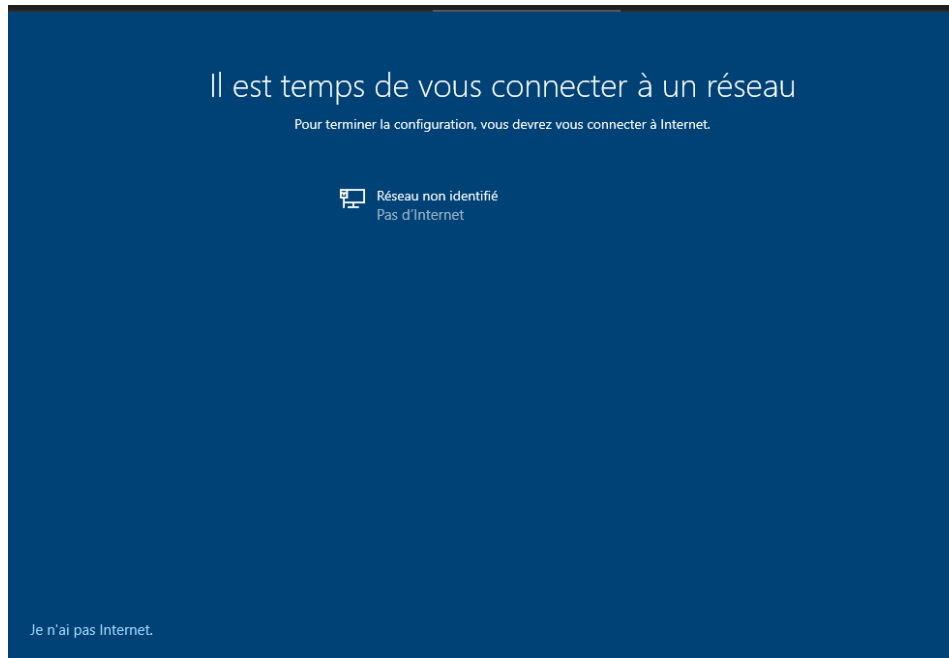 Il est temps de vous connecter à un réseau
Pour terminer la configuration, vous devrez vous connecter à Internet.
Réseau non identifié
Pas d’Internet
Je n'ai pas Internet.